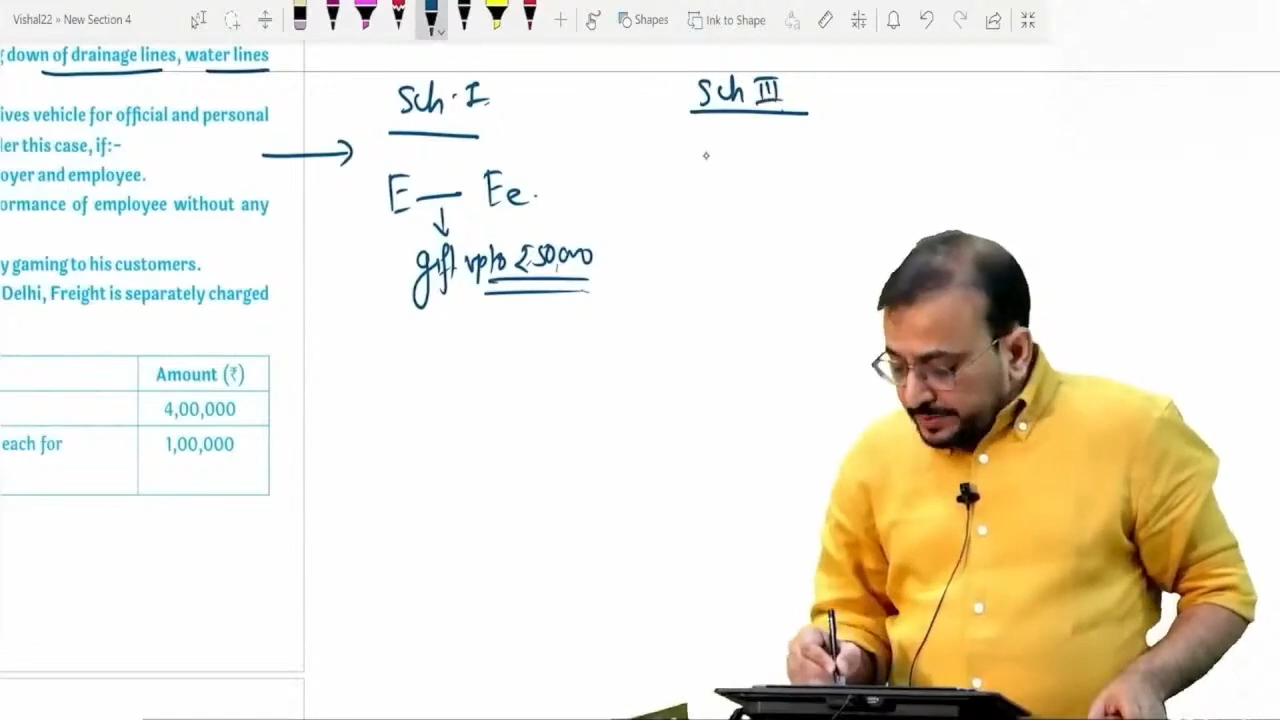 Vishal22 » New Section 4
Shapes
Ink to Shape
down of drainage lines, water lines
ives vehicle for official and personal
ler this case, if:-
oyer and employee.
ormance of employee without any
y gaming to his customers.
Delhi, Freight is separately charged
Amount (₹)
4,00,000
each for 1,00,000
Sch. I
E — Ee.
gift upto ₹50,000
Sch III